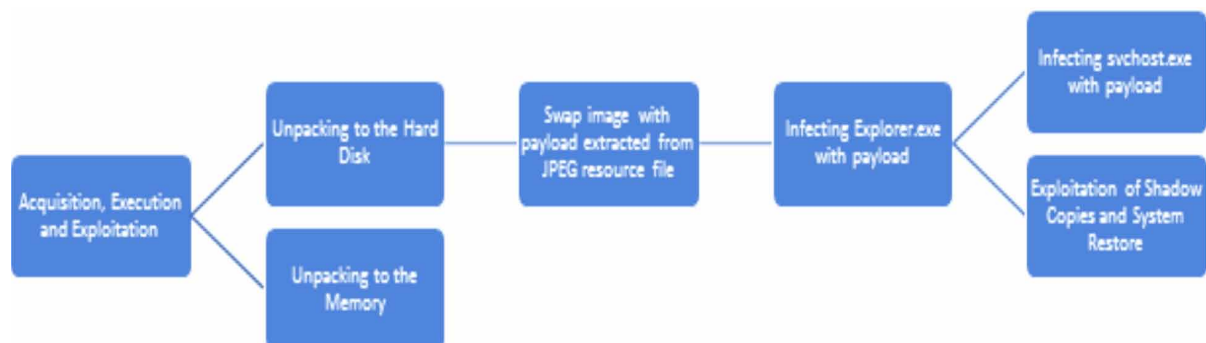 Acquisition, Execution
and Exploitation
Unpacking to the Hard
Disk
Unpacking to the
Memory
Swap image with
payload extracted from
JPEG resource file
Infecting Explorer.exe
with payload
Infecting svchost.exe
with payload
Exploitation of Shadow
Copies and System
Restore